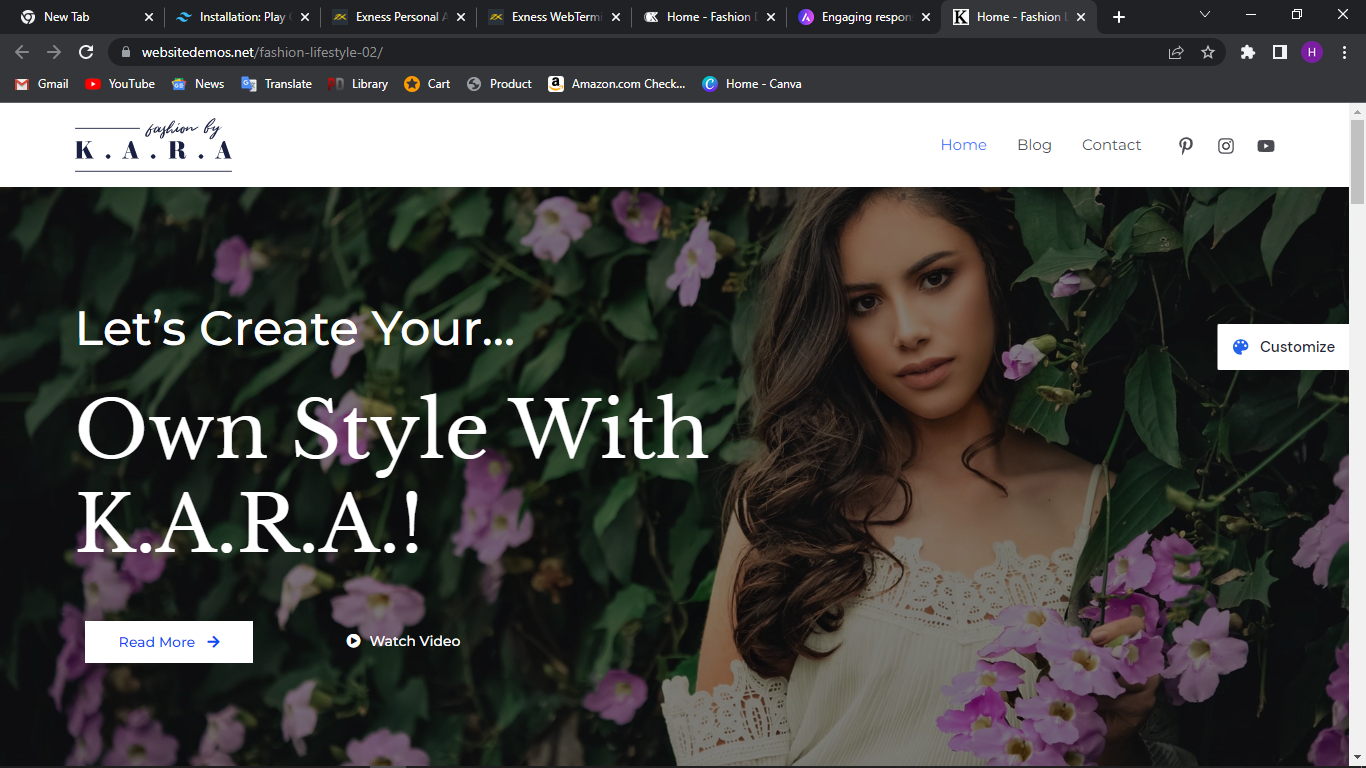 New Tab
Installation: Play
Exness Personal
Exness WebTermi
Home - Fashion
Engaging respon
Home - Fashion
websitedemos.net/fashion-lifestyle-02/
H
Gmail
YouTube
News
Translate
Library
Cart
Product
Amazon.com Check...
Home - Canva
fashion by
K.A.R.A
Home
Blog
Contact
Let’s Create Your...
Customize
Own Style With
K.A.R.A.!
Read More
Watch Video